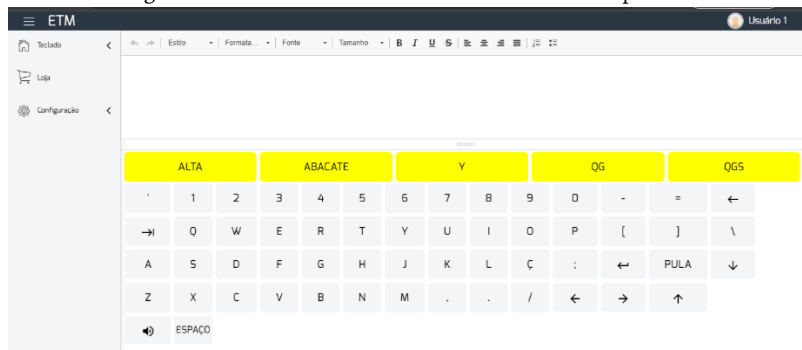 ETM Usuário 1
Teclado Estilo Formata... Fonte Tamanho B I U S
Loja
Configuração
ALTA ABACATE Y QG QGS
' 1 2 3 4 5 6 7 8 9 0 - = ←
→ Q W E R T Y U I O P [ ] \
A S D F G H J K L Ç ; ↵ PULA ↓
Z X C V B N M , . / ← → ↑
ESPAÇO